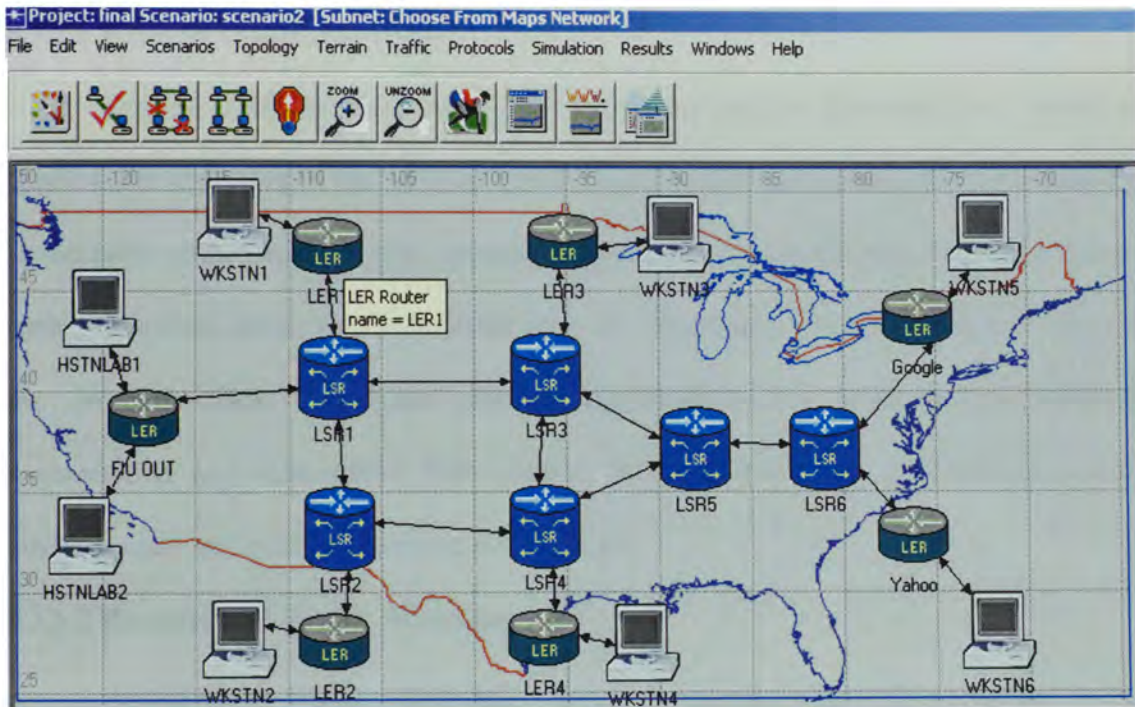 Project: final Scenario: scenario2 [Subnet: Choose From Maps Network]
File Edit View Scenarios Topology Terrain Traffic Protocols Simulation Results Windows Help
ZOOM UNZOOM
50 -120 -115 -108 -105 -100 -95 -88 -85 -80 -75 -70
WKSTN1
LER
LER
LER3
WKSTN3
WKSTN5
45
LER Router
name = LER1
LER
Google
HSTNLAB1
40
LSR
LSR1
LSR
LSR3
LER
FIU OUT
LSR
LSR5
LSR
LSR6
35
LSR
LSR2
LSR
LSR4
LER
Yahoo
HSTNLAB2
30
WKSTN2
LER
LER2
LER
LER4
WKSTN4
WKSTN6
25